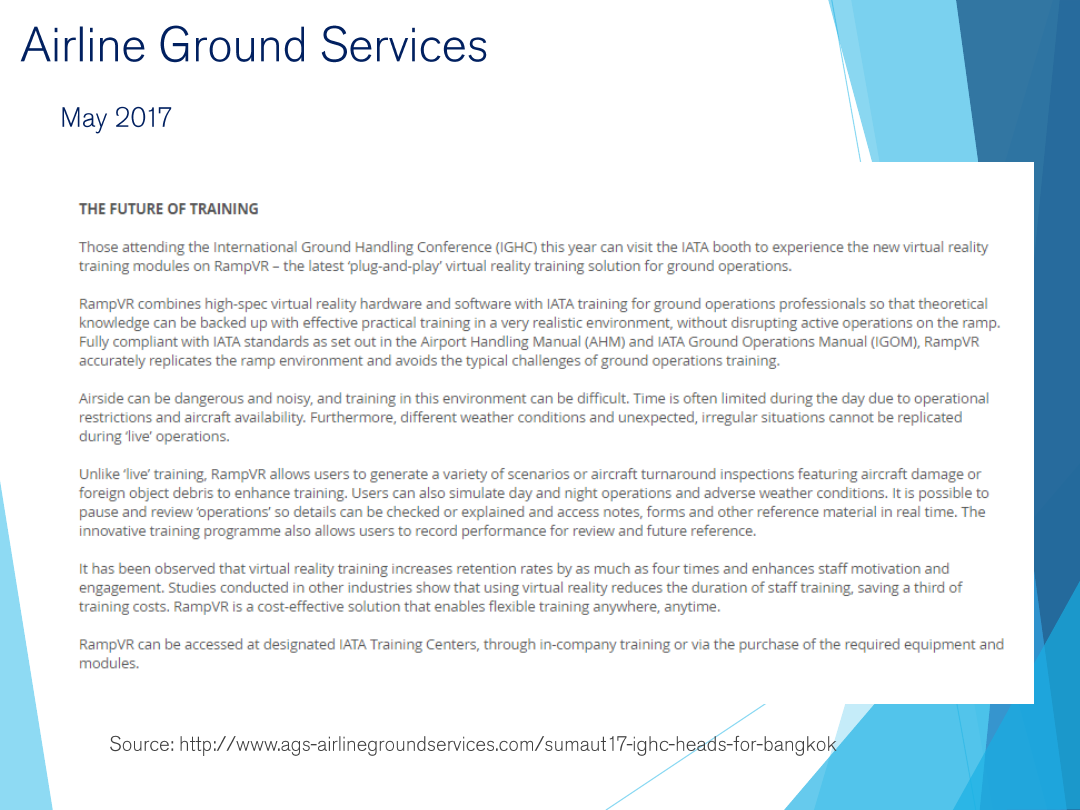 Airline Ground Services
May 2017
THE FUTURE OF TRAINING
Those attending the International Ground Handling Conference (IGHC) this year can visit the IATA booth to experience the new virtual reality
training modules on RampVR – the latest ‘plug-and-play’ virtual reality training solution for ground operations.
RampVR combines high-spec virtual reality hardware and software with IATA training for ground operations professionals so that theoretical
knowledge can be backed up with effective practical training in a very realistic environment, without disrupting active operations on the ramp.
Fully compliant with IATA standards as set out in the Airport Handling Manual (AHM) and IATA Ground Operations Manual (IGOM), RampVR
accurately replicates the ramp environment and avoids the typical challenges of ground operations training.
Airside can be dangerous and noisy, and training in this environment can be difficult. Time is often limited during the day due to operational
restrictions and aircraft availability. Furthermore, different weather conditions and unexpected, irregular situations cannot be replicated
during ‘live’ operations.
Unlike ‘live’ training, RampVR allows users to generate a variety of scenarios or aircraft turnaround inspections featuring aircraft damage or
foreign object debris to enhance training. Users can also simulate day and night operations and adverse weather conditions. It is possible to
pause and review ‘operations’ so details can be checked or explained and access notes, forms and other reference material in real time. The
innovative training programme also allows users to record performance for review and future reference.
It has been observed that virtual reality training increases retention rates by as much as four times and enhances staff motivation and
engagement. Studies conducted in other industries show that using virtual reality reduces the duration of staff training, saving a third of
training costs. RampVR is a cost-effective solution that enables flexible training anywhere, anytime.
RampVR can be accessed at designated IATA Training Centers, through in-company training or via the purchase of the required equipment and
modules.
Source: http://www.ags-airlinegroundservices.com/sumaut17-ighc-heads-for-bangkok